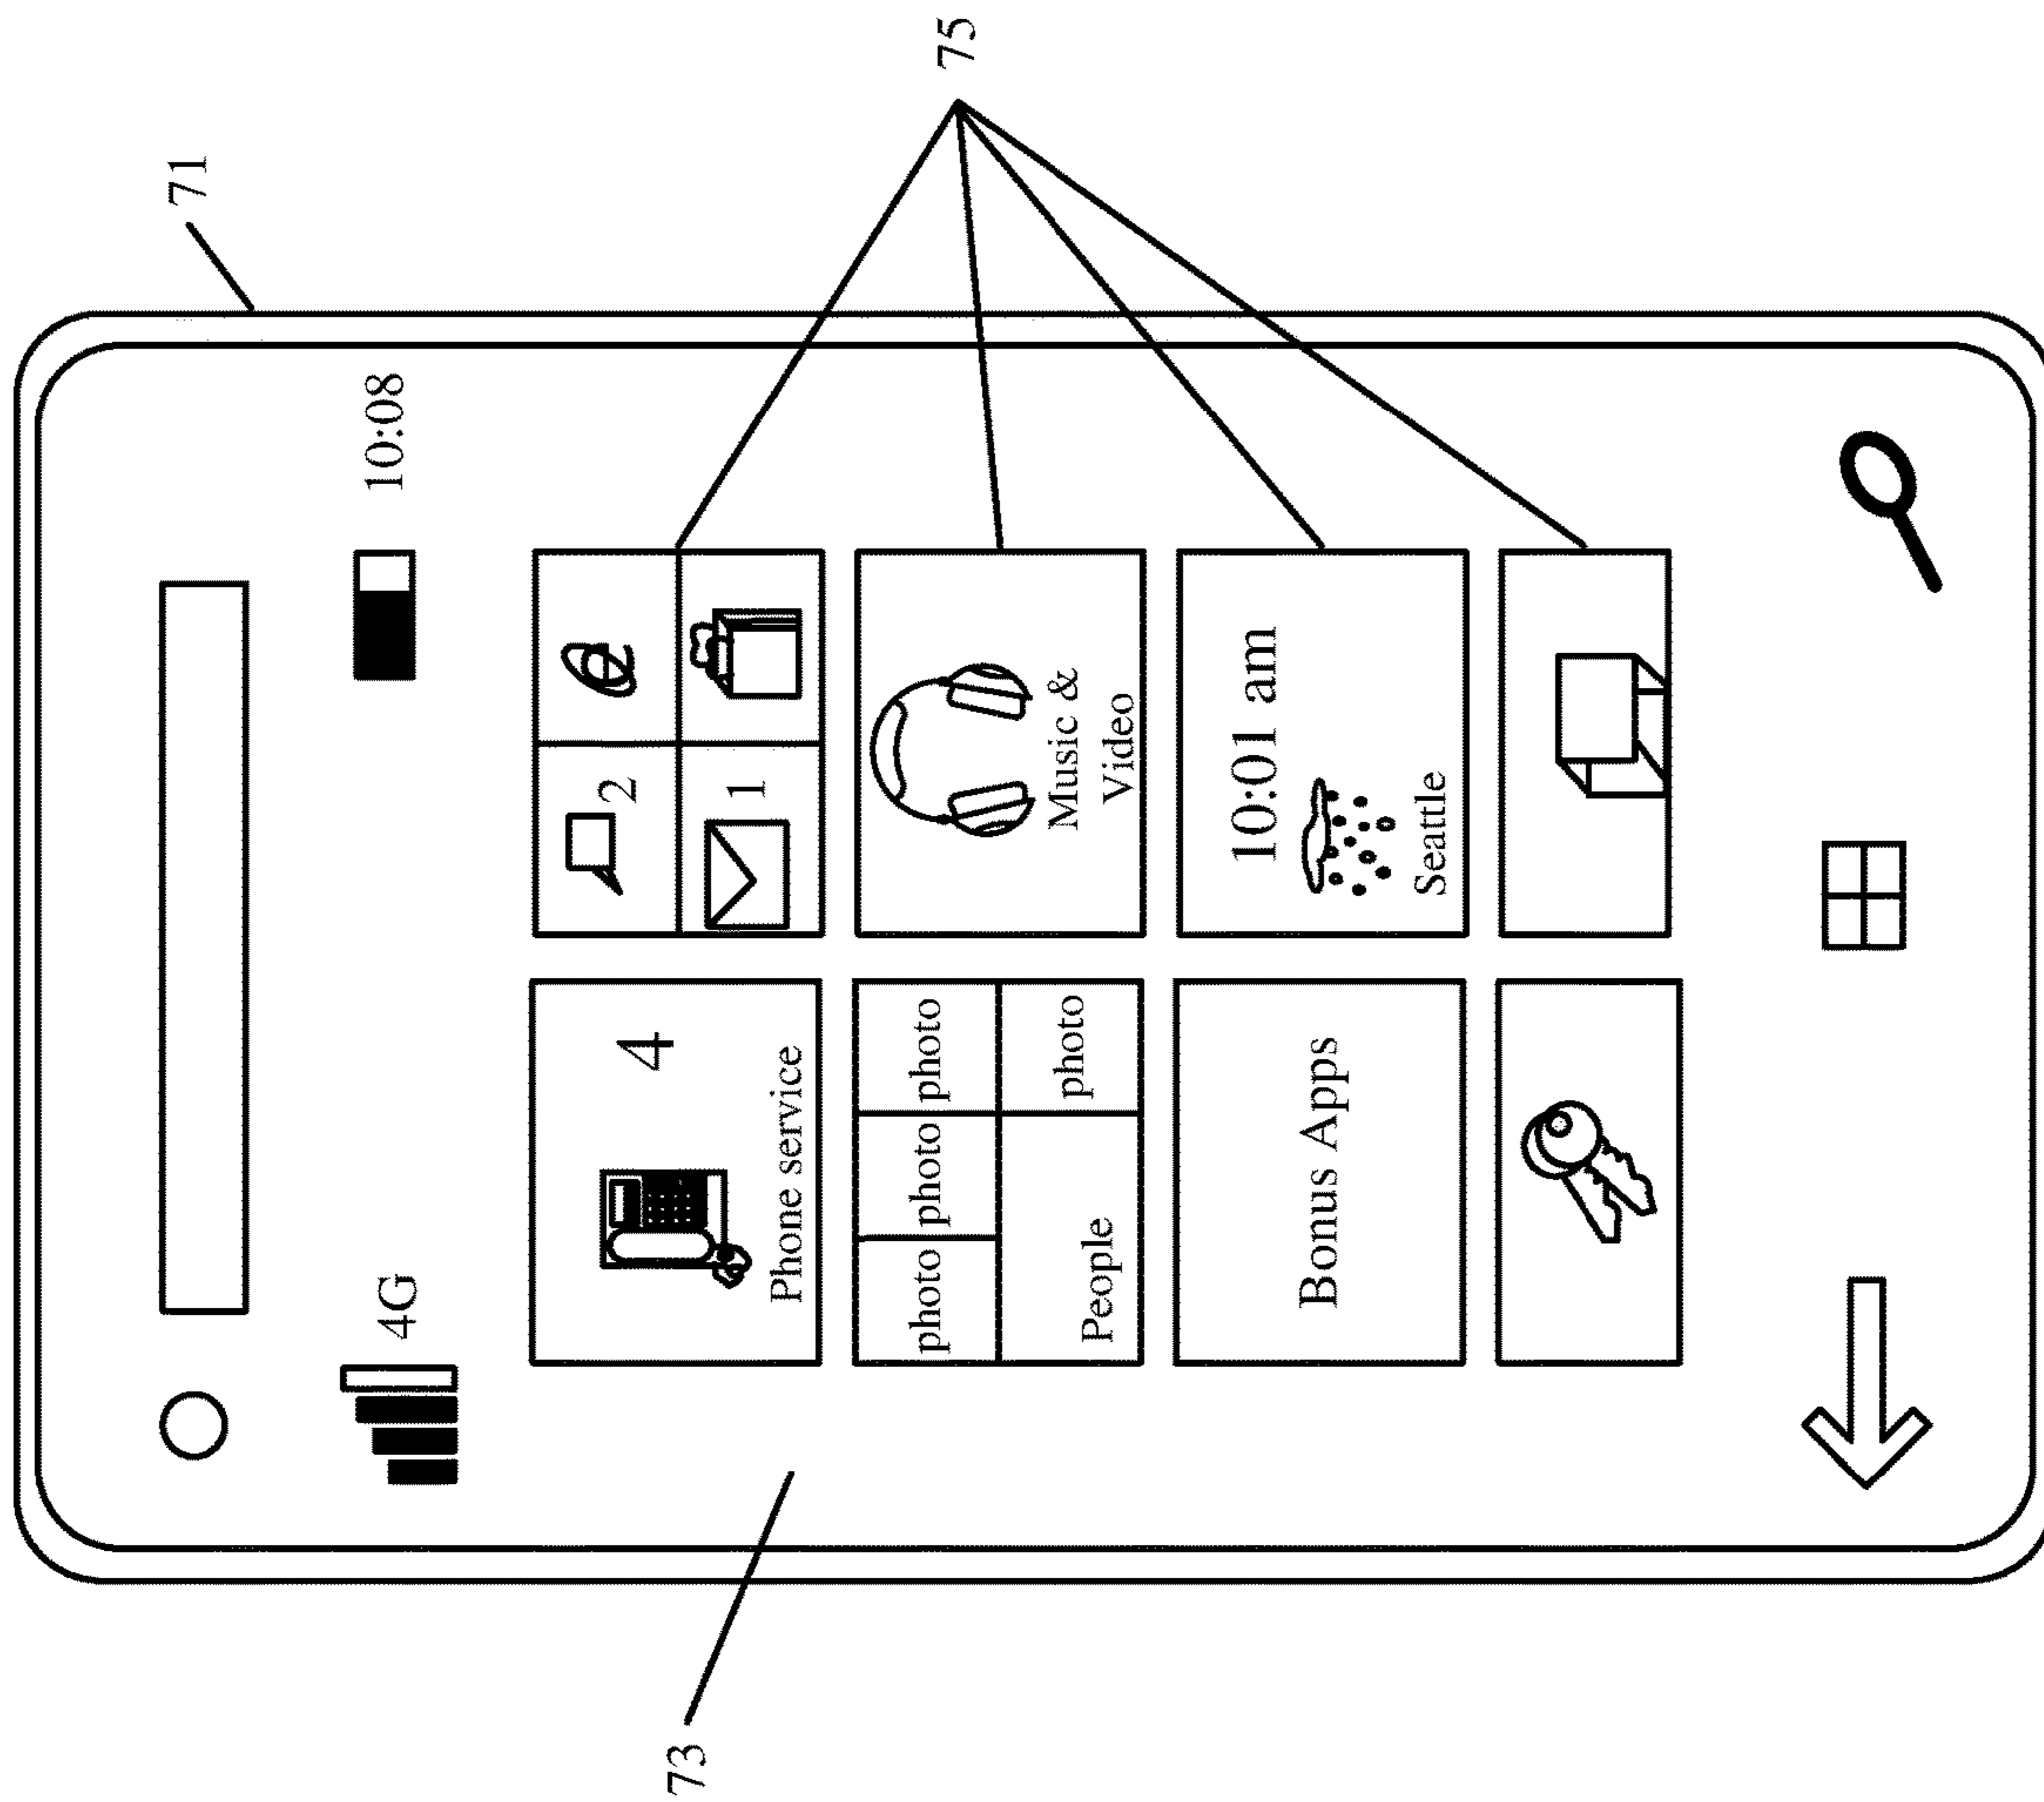 71
4G
10:08
4
Phone service
2
1
photo
photo
photo
People
photo
Music &
Video
Bonus Apps
10:01 am
Seattle
73
75